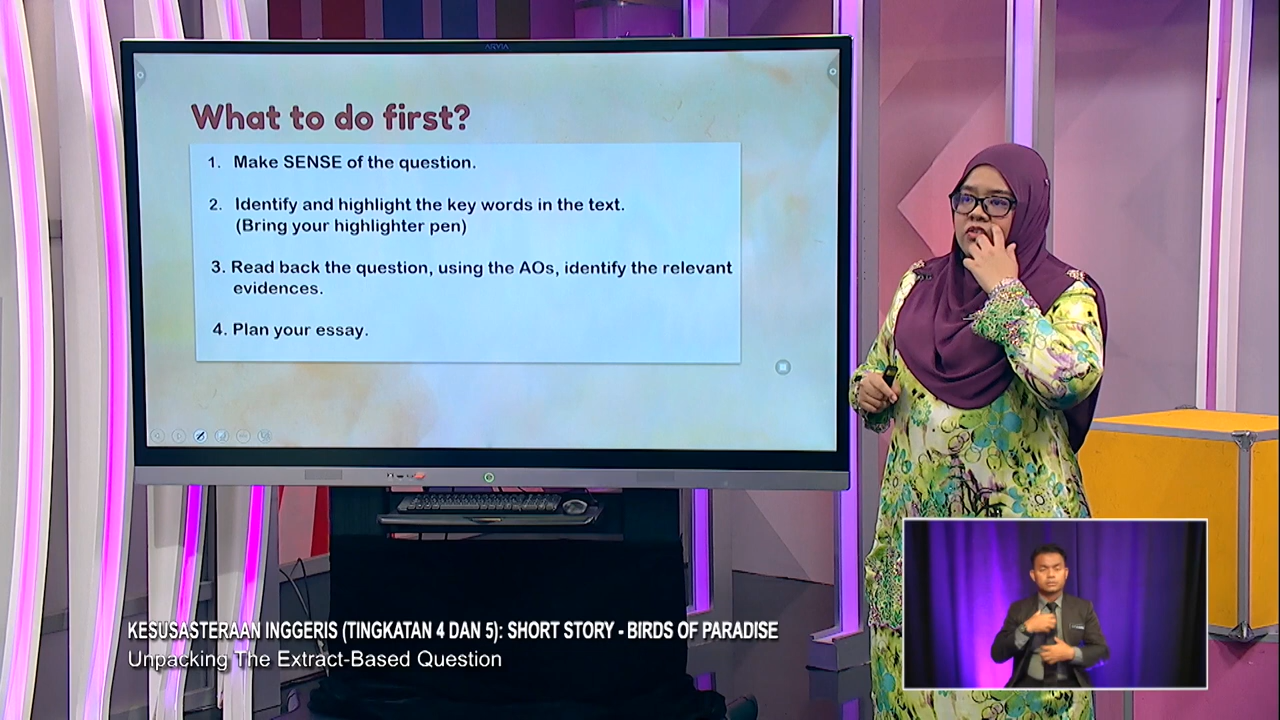 ARVIA
What to do first?
1. Make SENSE of the question.
2. Identify and highlight the key words in the text.
(Bring your highlighter pen)
3. Read back the question, using the AOs, identify the relevant
evidences.
4. Plan your essay.
KESUSASTERAAN INGGERIS (TINGKATAN 4 DAN 5): SHORT STORY - BIRDS OF PARADISE
Unpacking The Extract-Based Question